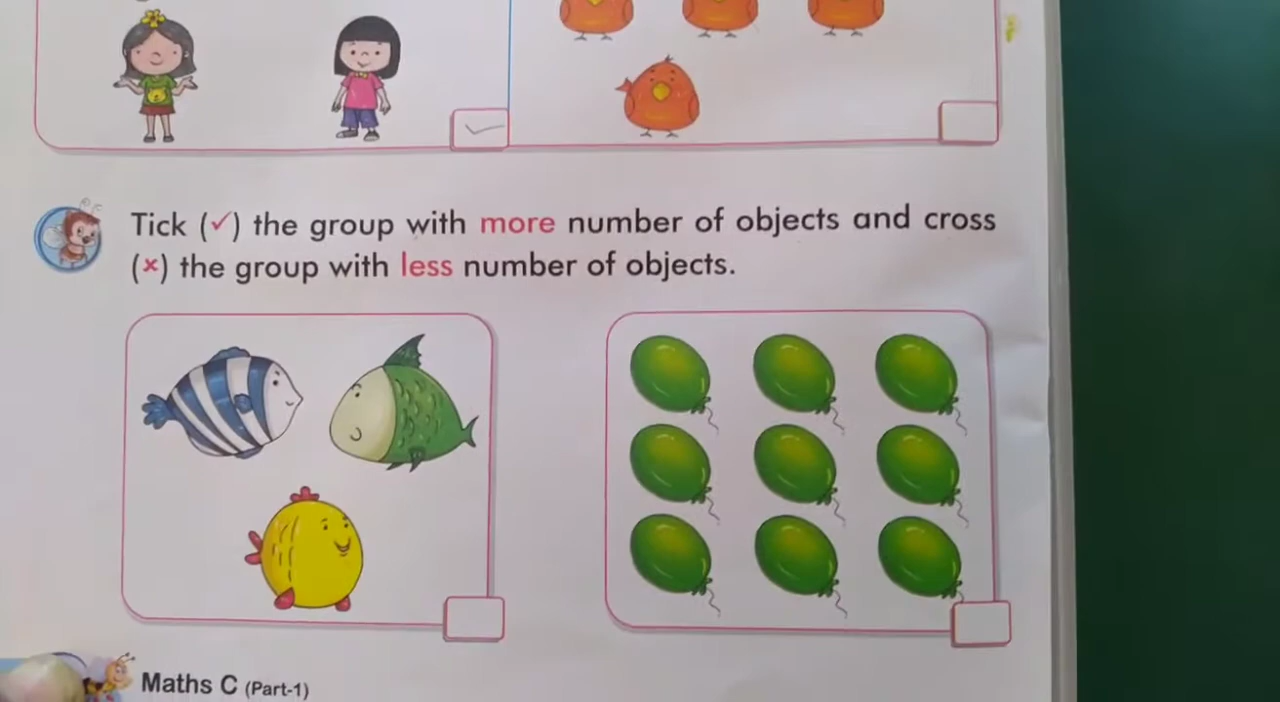 Tick (✓) the group with more number of objects and cross
(×) the group with less number of objects.
Maths C (Part-1)